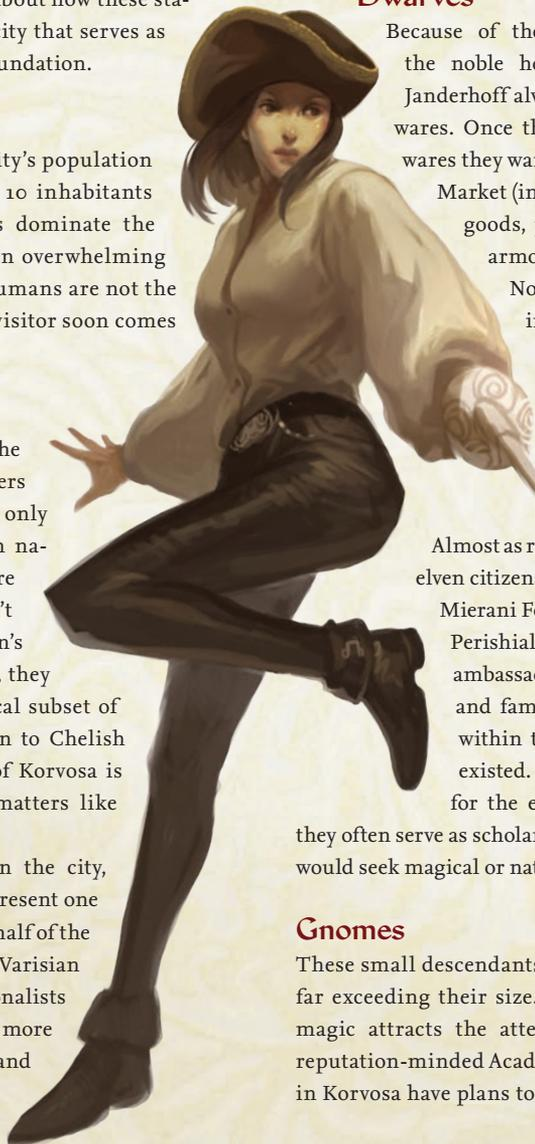 about how these sta-
city that serves as
undation.
ity's population
10 inhabitants
s dominate the
n overwhelming
umans are not the
visitor soon comes
he
ers
only
n na-
re
't
n's
, they
cal subset of
n to Chelish
of Korvosa is
matters like
n the city,
resent one
half of the
Varisian
onalists
more
and
Dwarves
Because of the
the noble he
Janderhoff alw
wares. Once th
wares they wa
Market (in
goods,
armo
No
i
Almost as r
elven citizen
Mierani Fo
Perishial
ambassac
and fam
within t
existed.
for the e
they often serve as schola
would seek magical or nat
Gnomes
These small descendants
far exceeding their size.
magic attracts the atte
reputation-minded Acad
in Korvosa have plans to